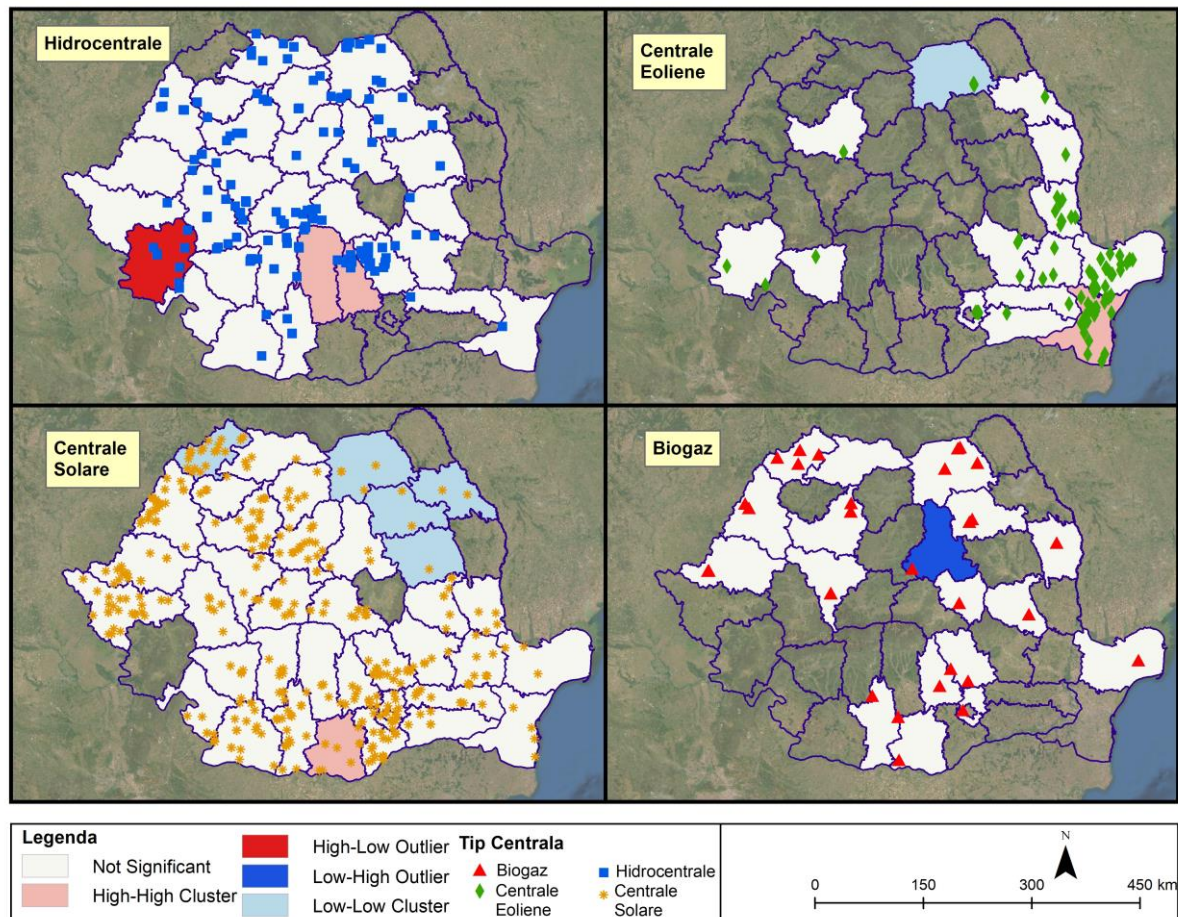 Hidrocentrale
Centrale
Eoliene
Centrale
Solare
Biogaz
Legenda
Not Significant
High-High Cluster
High-Low Outlier
Low-High Outlier
Low-Low Cluster
Tip Centrala
Biogaz
Centrale
Eoliene
Hidrocentrale
Centrale
Solare
N
0 150 300 450 km